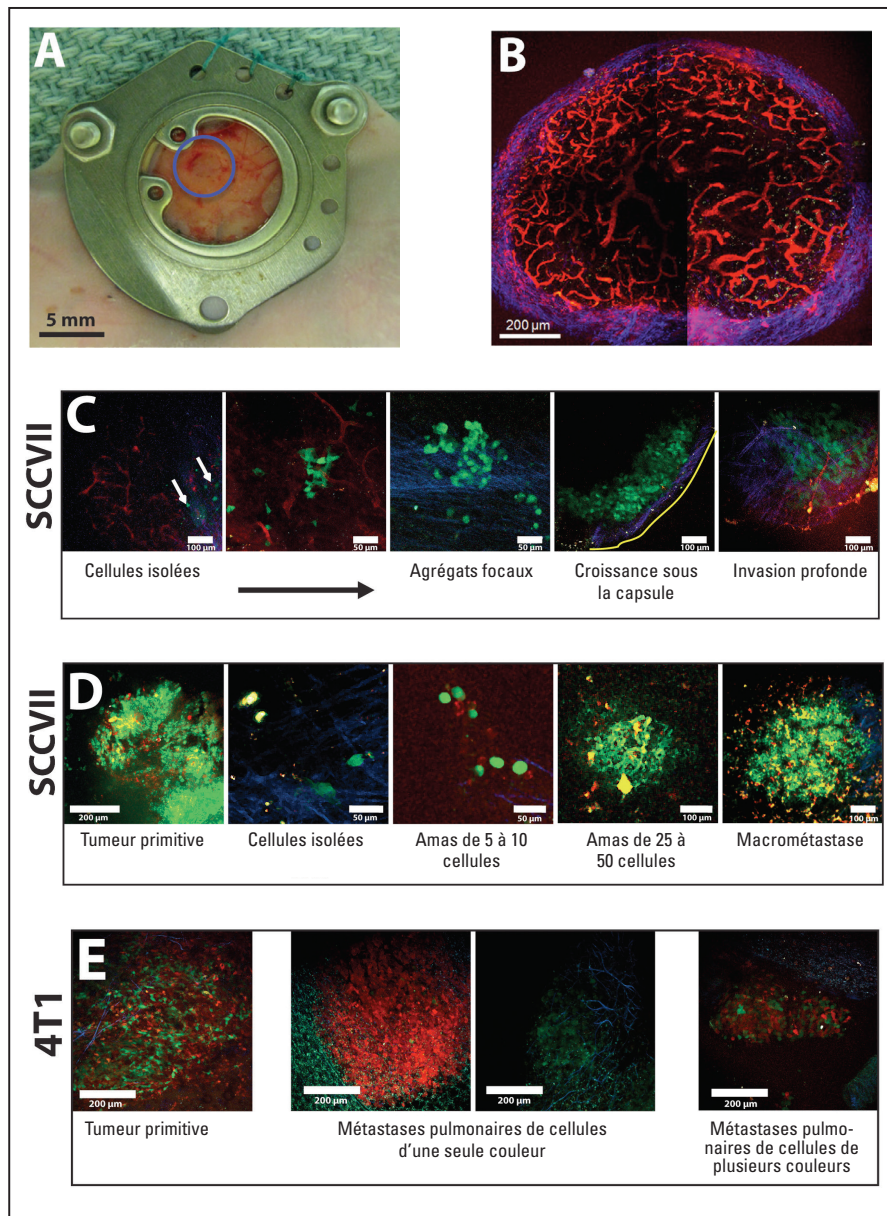 A
5 mm
B
200 µm
SCCVII
C
100 µm
50 µm
50 µm
100 µm
100 µm
Cellules isolées
Agrégats focaux
Croissance sous
la capsule
Invasion profonde
SCCVII
D
200 µm
50 µm
50 µm
100 µm
100 µm
Tumeur primitive
Cellules isolées
Amas de 5 à 10
cellules
Amas de 25 à
50 cellules
Macrométastase
4T1
E
200 µm
200 µm
200 µm
200 µm
Tumeur primitive
Métastases pulmonaires de cellules
d'une seule couleur
Métastases pulmo-
naires de cellules de
plusieurs couleurs